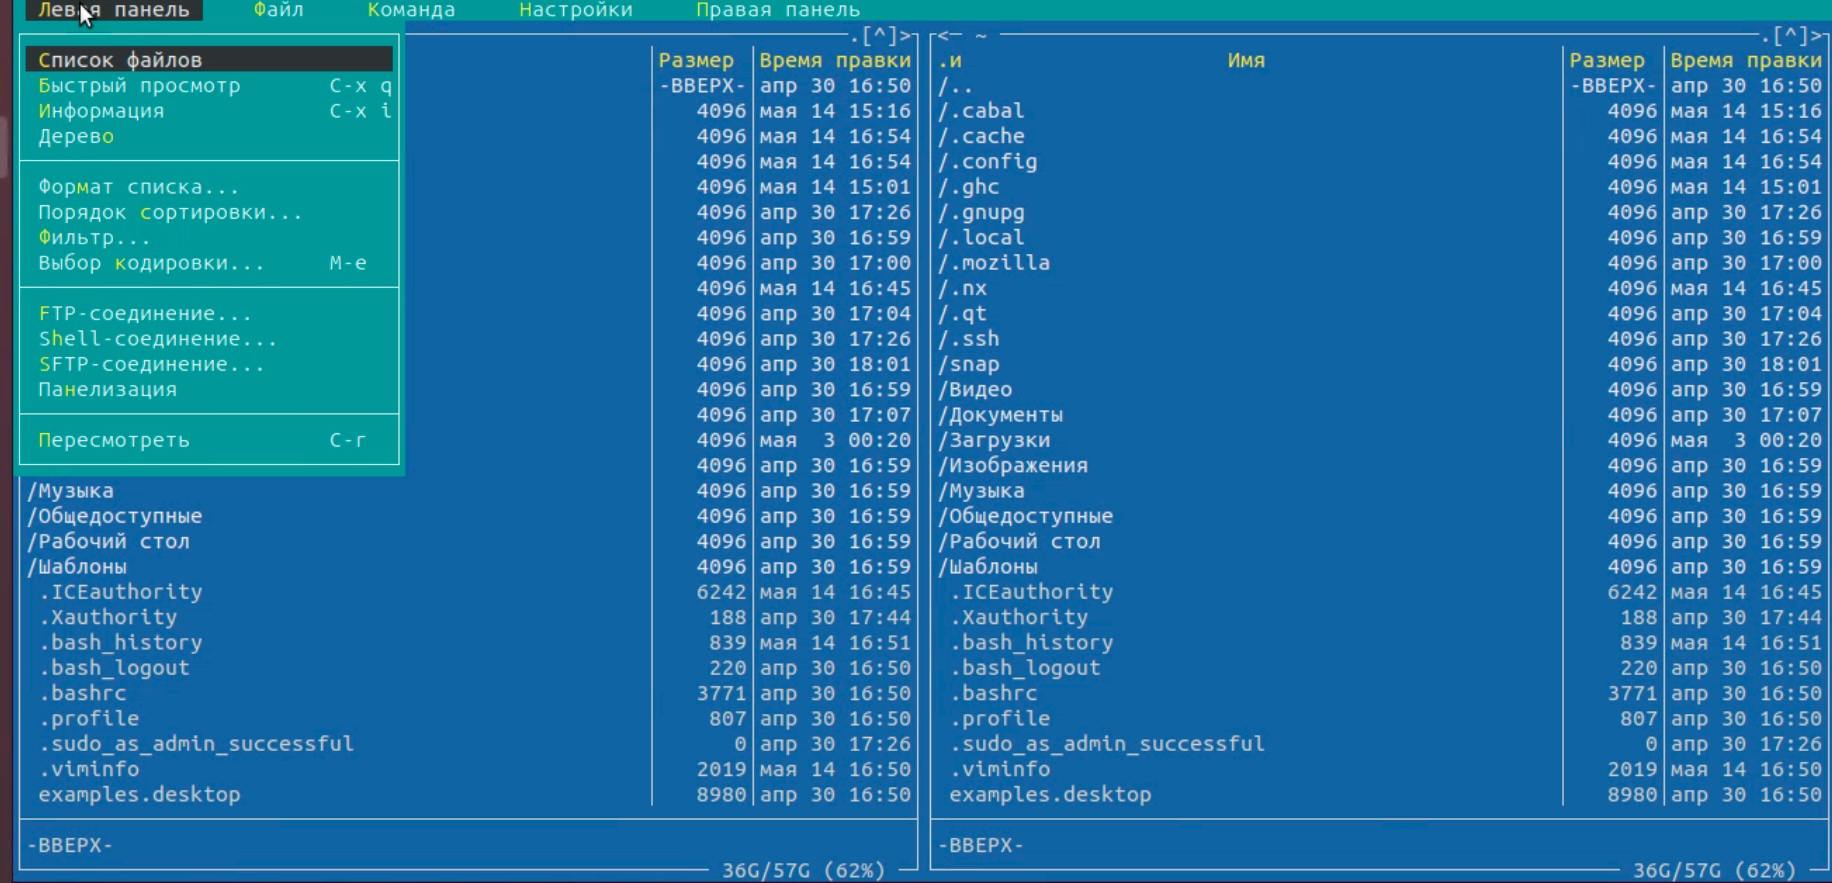 Левая панель Файл Команда Настройки Правая панель
.[^]> <─ ~ .[^]>
Список файлов Размер Время правки .и Имя Размер Время правки
Быстрый просмотр C-x q -ВВЕРХ- апр 30 16:50 /.. -ВВЕРХ- апр 30 16:50
Информация C-x i 4096 мая 14 15:16 /.cabal 4096 мая 14 15:16
Дерево 4096 мая 14 16:54 /.cache 4096 мая 14 16:54
4096 мая 14 16:54 /.config 4096 мая 14 16:54
Формат списка... 4096 мая 14 15:01 /.ghc 4096 мая 14 15:01
Порядок сортировки... 4096 апр 30 17:26 /.gnupg 4096 апр 30 17:26
Фильтр... 4096 апр 30 16:59 /.local 4096 апр 30 16:59
Выбор кодировки... M-e 4096 апр 30 17:00 /.mozilla 4096 апр 30 17:00
4096 мая 14 16:45 /.nx 4096 мая 14 16:45
FTP-соединение... 4096 апр 30 17:04 /.qt 4096 апр 30 17:04
Shell-соединение... 4096 апр 30 17:26 /.ssh 4096 апр 30 17:26
SFTP-соединение... 4096 апр 30 18:01 /snap 4096 апр 30 18:01
Панелизация 4096 апр 30 16:59 /Видео 4096 апр 30 16:59
4096 апр 30 17:07 /Документы 4096 апр 30 17:07
Пересмотреть C-r 4096 мая 3 00:20 /Загрузки 4096 мая 3 00:20
4096 апр 30 16:59 /Изображения 4096 апр 30 16:59
/Музыка 4096 апр 30 16:59 /Музыка 4096 апр 30 16:59
/Общедоступные 4096 апр 30 16:59 /Общедоступные 4096 апр 30 16:59
/Рабочий стол 4096 апр 30 16:59 /Рабочий стол 4096 апр 30 16:59
/Шаблоны 4096 апр 30 16:59 /Шаблоны 4096 апр 30 16:59
.ICEauthority 6242 мая 14 16:45 .ICEauthority 6242 мая 14 16:45
.Xauthority 188 апр 30 17:44 .Xauthority 188 апр 30 17:44
.bash_history 839 мая 14 16:51 .bash_history 839 мая 14 16:51
.bash_logout 220 апр 30 16:50 .bash_logout 220 апр 30 16:50
.bashrc 3771 апр 30 16:50 .bashrc 3771 апр 30 16:50
.profile 807 апр 30 16:50 .profile 807 апр 30 16:50
.sudo_as_admin_successful 0 апр 30 17:26 .sudo_as_admin_successful 0 апр 30 17:26
.viminfo 2019 мая 14 16:50 .viminfo 2019 мая 14 16:50
examples.desktop 8980 апр 30 16:50 examples.desktop 8980 апр 30 16:50
-ВВЕРХ- -ВВЕРХ-
36G/57G (62%) 36G/57G (62%)